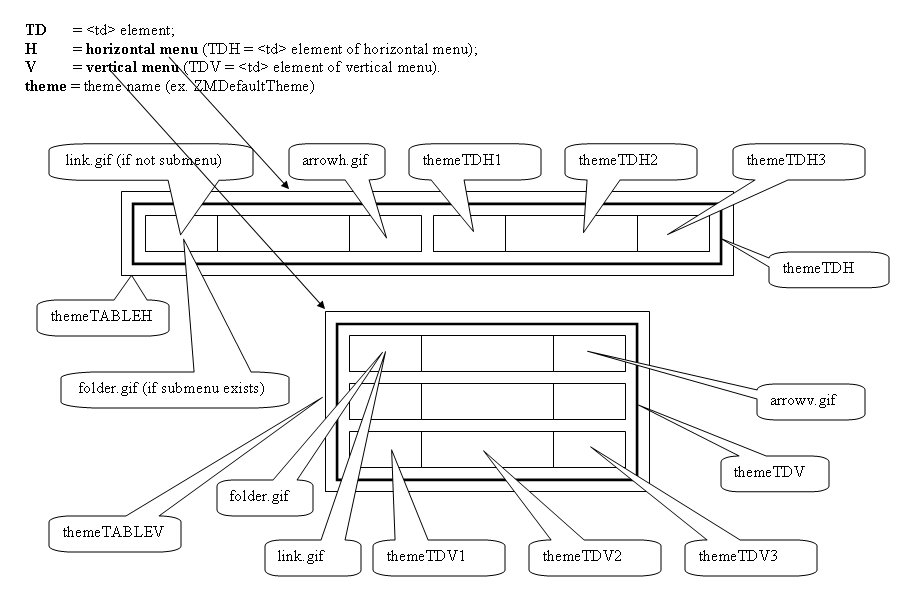 TD = <td> element;
H = horizontal menu (TDH = <td> element of horizontal menu);
V = vertical menu (TDV = <td> element of vertical menu).
theme = theme name (ex. ZMDefaultTheme)
link.gif (if not submenu)
arrowh.gif
themeTDH1
themeTDH2
themeTDH3
themeTDH
themeTABLEH
folder.gif (if submenu exists)
arrowv.gif
themeTDV
folder.gif
themeTABLEV
link.gif
themeTDV1
themeTDV2
themeTDV3